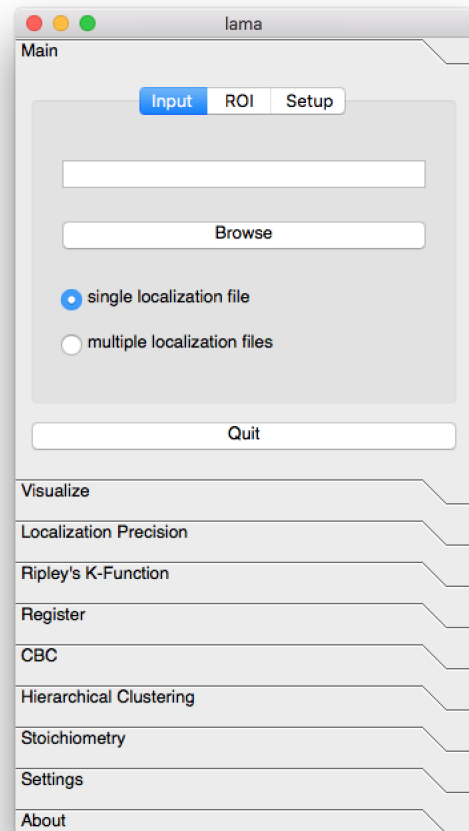 lama
Main
Input ROI Setup
Browse
single localization file
multiple localization files
Quit
Visualize
Localization Precision
Ripley's K-Function
Register
CBC
Hierarchical Clustering
Stoichiometry
Settings
About